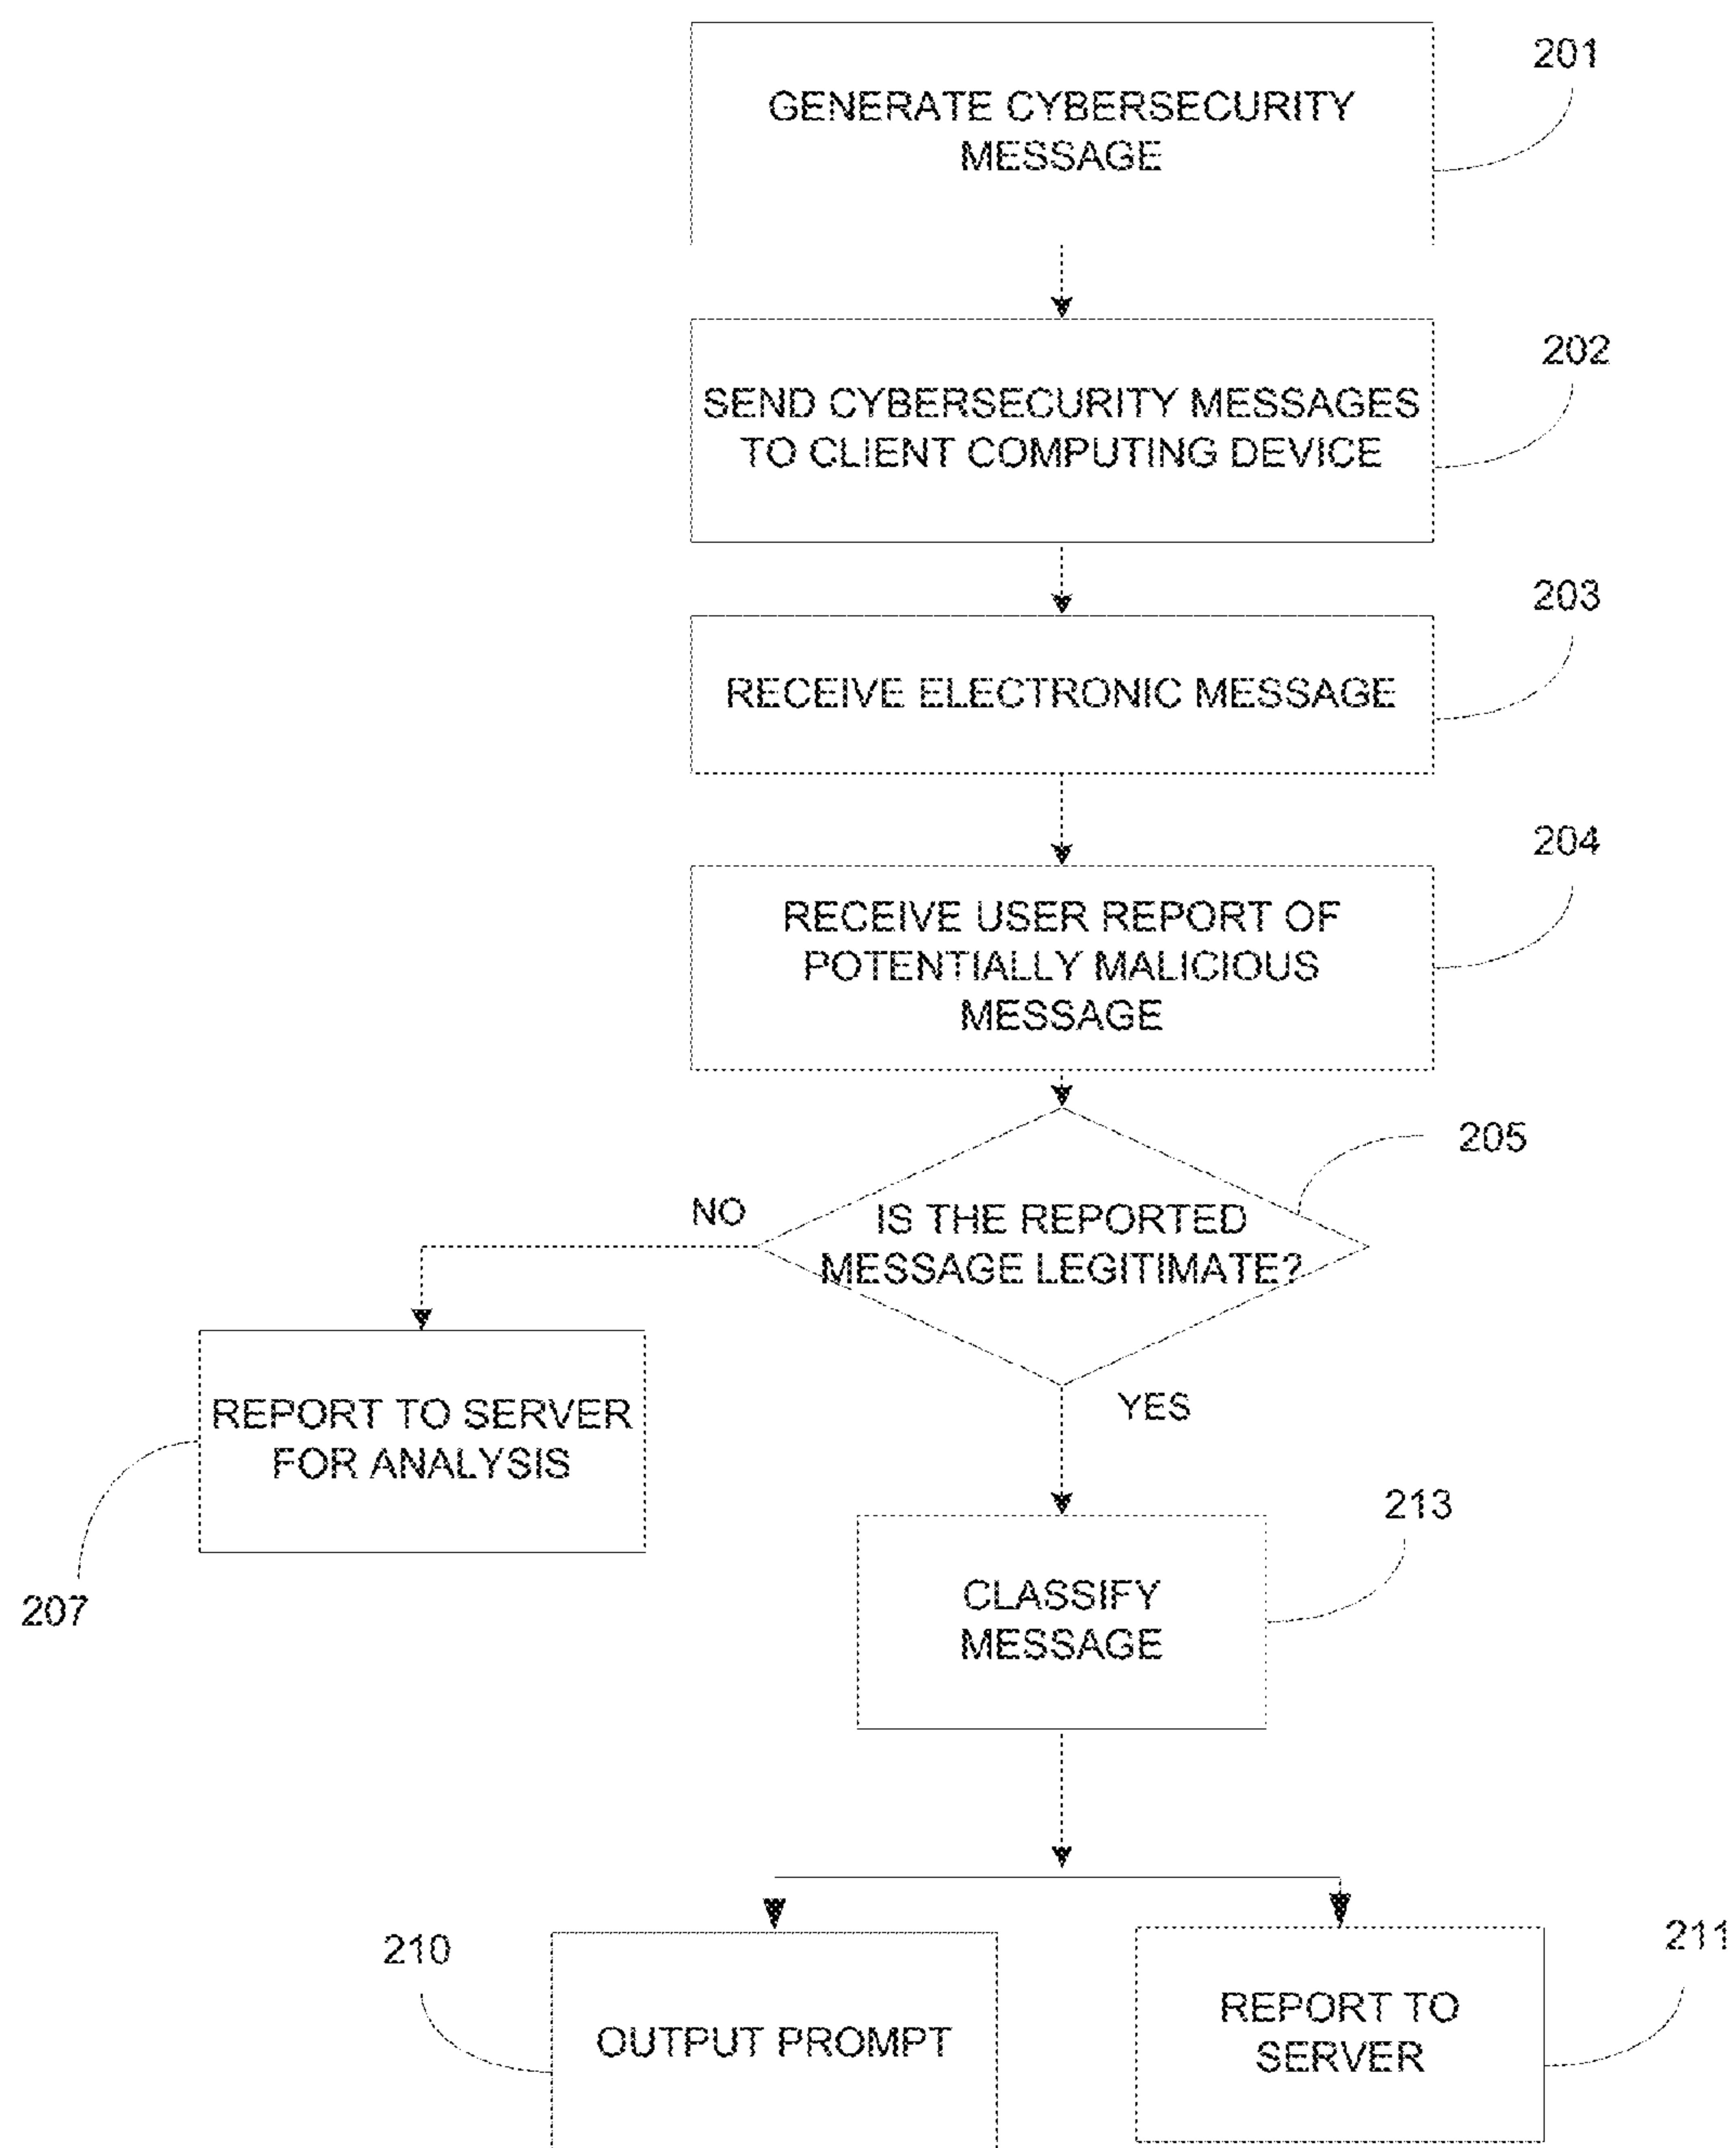 GENERATE CYBERSECURITY
MESSAGE
201
SEND CYBERSECURITY MESSAGES
TO CLIENT COMPUTING DEVICE
202
RECEIVE ELECTRONIC MESSAGE
203
RECEIVE USER REPORT OF
POTENTIALLY MALICIOUS
MESSAGE
204
IS THE REPORTED
MESSAGE LEGITIMATE?
205
NO
YES
REPORT TO SERVER
FOR ANALYSIS
207
CLASSIFY
MESSAGE
213
210
OUTPUT PROMPT
REPORT TO
SERVER
211